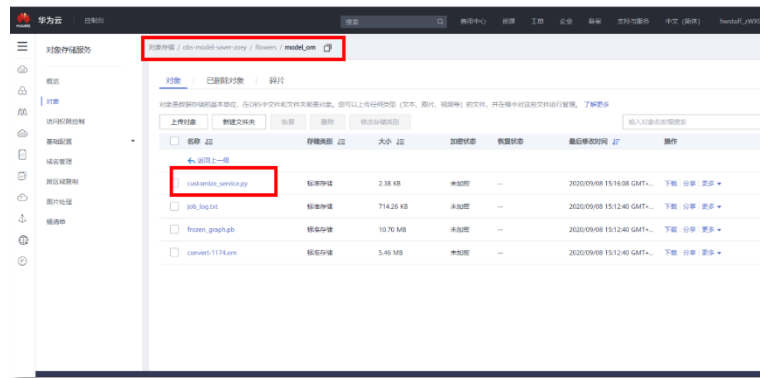 HUAWEI 华为云 控制台 搜索 费用中心 资源 工单 企业 备案 支持与服务 中文 (简体)
对象存储服务 对象存储 / obs-model-saver-zoey / flowers / model_om
概览 对象 已删除对象 碎片
对象 对象是数据存储的基本单位，在OBS中文件和文件夹都是对象。您可以上传任何类型（文本、图片、视频等）的文件，并在桶中对这些文件进行管理。 了解更多
访问权限控制 上传对象 新建文件夹 恢复 删除 修改存储类别
基础配置 名称 存储类别 大小 加密状态 恢复状态 最后修改时间 操作
域名管理 返回上一级
跨区域复制 customize_service.py 标准存储 2.38 KB 未加密 -- 2020/09/08 15:16:08 GMT+... 下载 分享 更多
图片处理 job_log.txt 标准存储 714.26 KB 未加密 -- 2020/09/08 15:12:40 GMT+... 下载 分享 更多
桶清单 frozen_graph.pb 标准存储 10.70 MB 未加密 -- 2020/09/08 15:12:40 GMT+... 下载 分享 更多
convert-1174.om 标准存储 5.46 MB 未加密 -- 2020/09/08 15:12:40 GMT+... 下载 分享 更多